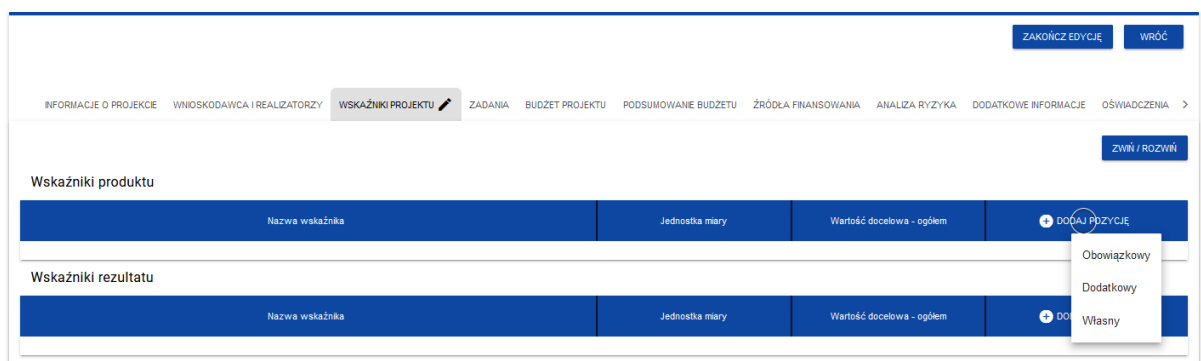 ZAKOŃCZ EDYCJĘ WRÓĆ
INFORMACJE O PROJEKCIE WNIOSKODAWCA I REALIZATORZY WSKAŹNIKI PROJEKTU ZADANIA BUDŻET PROJEKTU PODSUMOWANIE BUDŻETU ŹRÓDŁA FINANSOWANIA ANALIZA RYZYKA DODATKOWE INFORMACJE OŚWIADCZENIA
ZWIŃ / ROZWIŃ
Wskaźniki produktu
Nazwa wskaźnika Jednostka miary Wartość docelowa - ogółem DODAJ POZYCJĘ
Obowiązkowy
Dodatkowy
Własny
Wskaźniki rezultatu
Nazwa wskaźnika Jednostka miary Wartość docelowa - ogółem